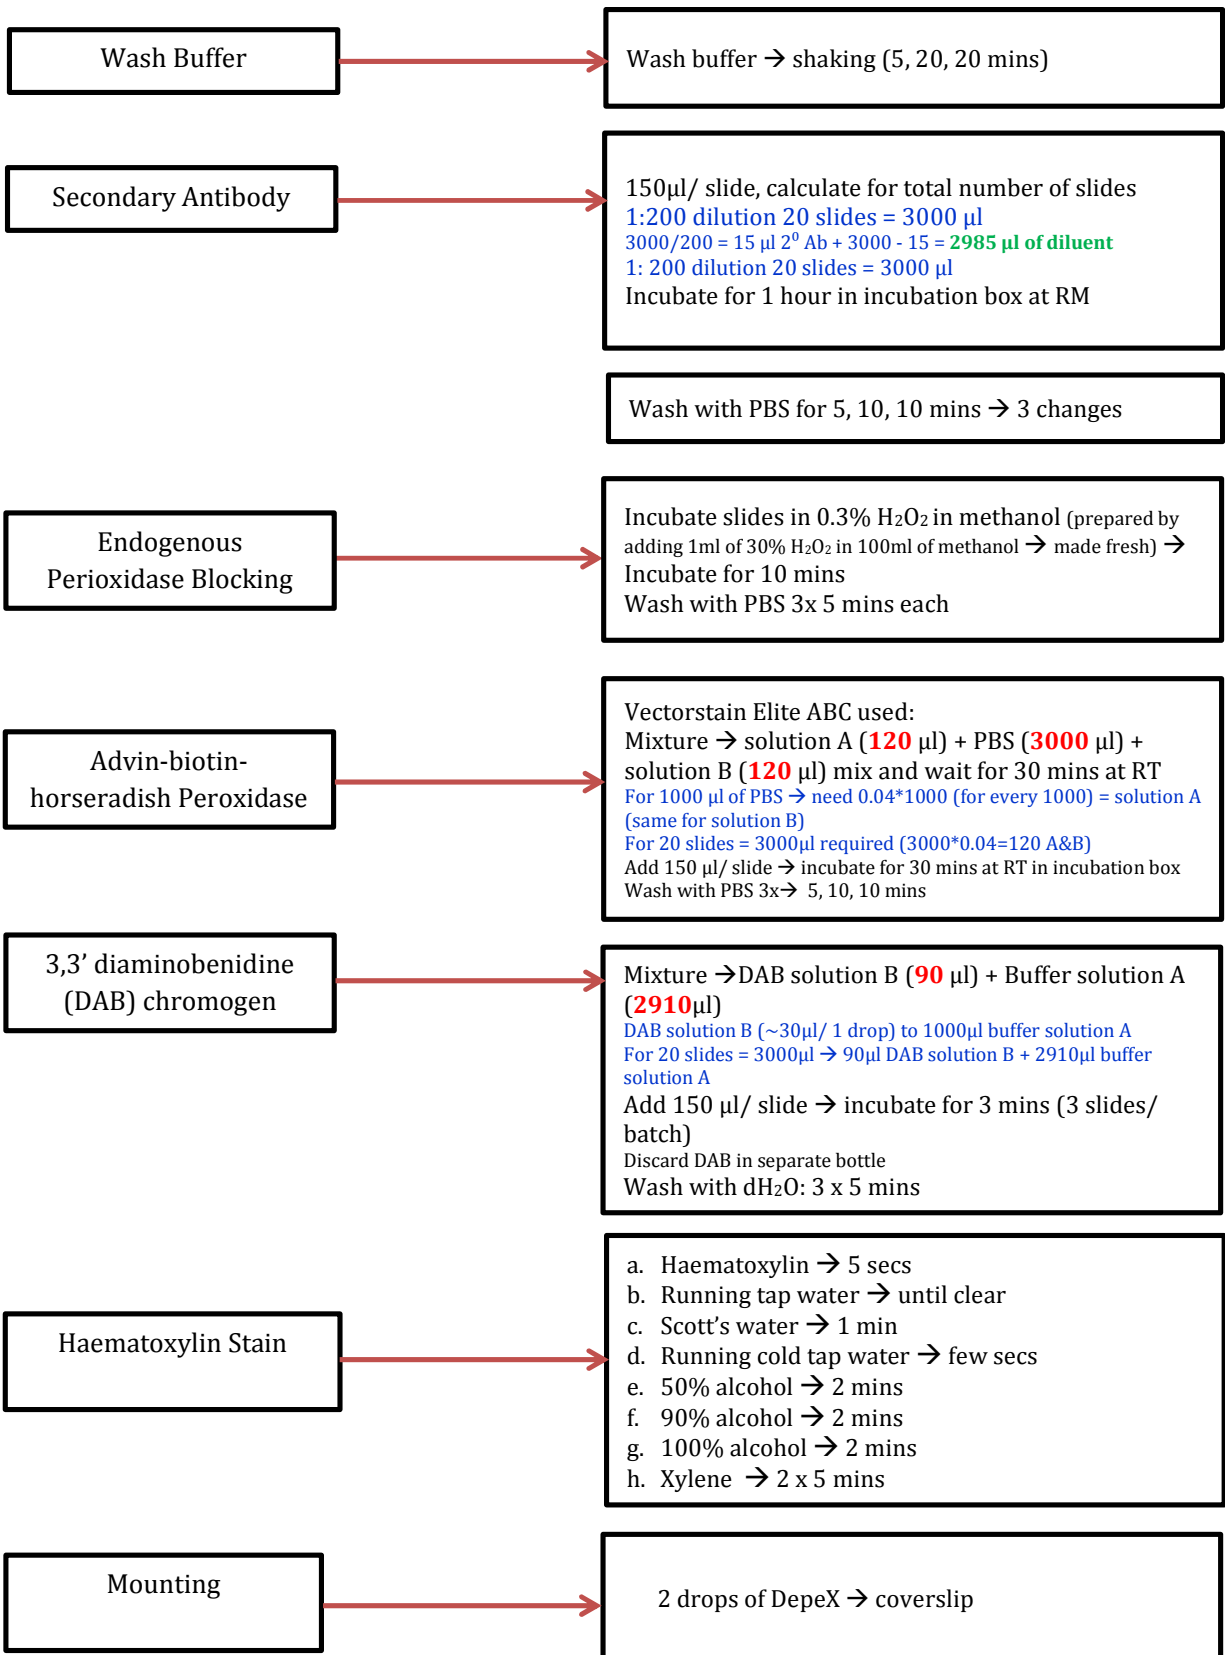 Wash Buffer
Wash buffer → shaking (5, 20, 20 mins)
Secondary Antibody
150µl/ slide, calculate for total number of slides
1:200 dilution 20 slides = 3000 µl
3000/200 = 15 µl 2⁰ Ab + 3000 - 15 = 2985 µl of diluent
1: 200 dilution 20 slides = 3000 µl
Incubate for 1 hour in incubation box at RM
Wash with PBS for 5, 10, 10 mins → 3 changes
Endogenous
Perioxidase Blocking
Incubate slides in 0.3% H₂O₂ in methanol (prepared by
adding 1ml of 30% H₂O₂ in 100ml of methanol → made fresh) →
Incubate for 10 mins
Wash with PBS 3x 5 mins each
Advin-biotin-
horseradish Peroxidase
Vectorstain Elite ABC used:
Mixture → solution A (120 µl) + PBS (3000 µl) +
solution B (120 µl) mix and wait for 30 mins at RT
For 1000 µl of PBS → need 0.04*1000 (for every 1000) = solution A
(same for solution B)
For 20 slides = 3000µl required (3000*0.04=120 A&B)
Add 150 µl/ slide → incubate for 30 mins at RT in incubation box
Wash with PBS 3x→ 5, 10, 10 mins
3,3’ diaminobenidine
(DAB) chromogen
Mixture →DAB solution B (90 µl) + Buffer solution A
(2910µl)
DAB solution B (~30µl/ 1 drop) to 1000µl buffer solution A
For 20 slides = 3000µl → 90µl DAB solution B + 2910µl buffer
solution A
Add 150 µl/ slide → incubate for 3 mins (3 slides/
batch)
Discard DAB in separate bottle
Wash with dH₂O: 3 x 5 mins
Haematoxylin Stain
a. Haematoxylin → 5 secs
b. Running tap water → until clear
c. Scott’s water → 1 min
d. Running cold tap water → few secs
e. 50% alcohol → 2 mins
f. 90% alcohol → 2 mins
g. 100% alcohol → 2 mins
h. Xylene → 2 x 5 mins
Mounting
2 drops of DepeX → coverslip